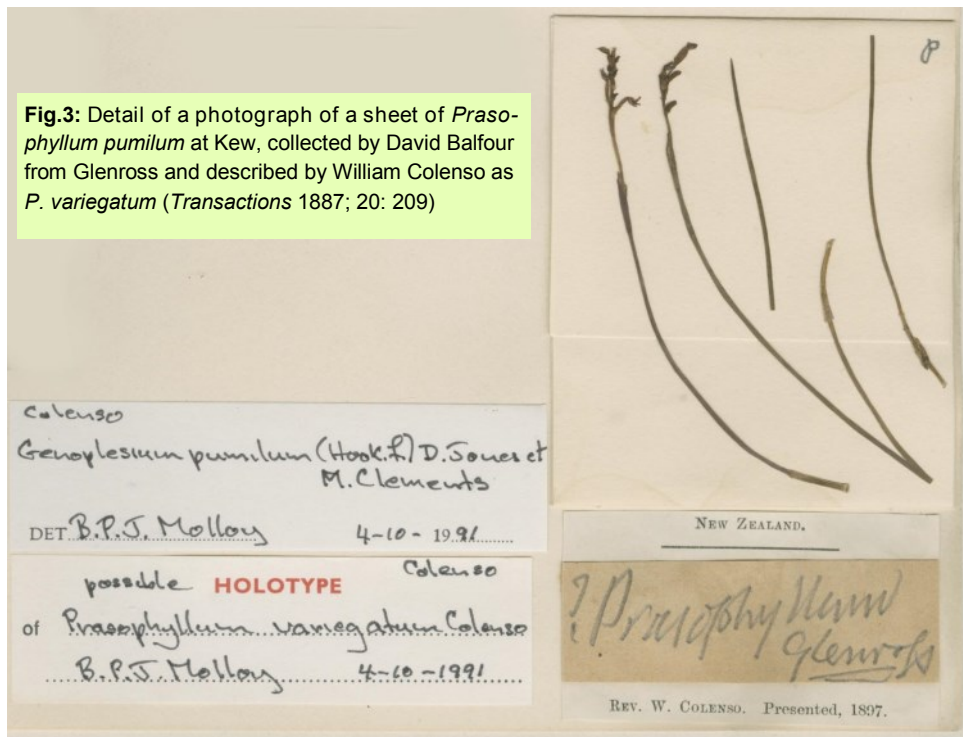 Fig.3: Detail of a photograph of a sheet of Praso-
phyllum pumilum at Kew, collected by David Balfour
from Glenross and described by William Colenso as
P. variegatum (Transactions 1887; 20: 209)
P
Colenso
Genoplesium pumilum (Hook.f.) D. Jones et
M. Clements
DET. B.P.J. Molloy 4-10-1991
possible HOLOTYPE Colenso
of Prasophyllum variegatum Colenso
B.P.J. Molloy 4-10-1991
NEW ZEALAND.
? Prasophyllum
Glenross
REV. W. COLENSO. Presented, 1897.